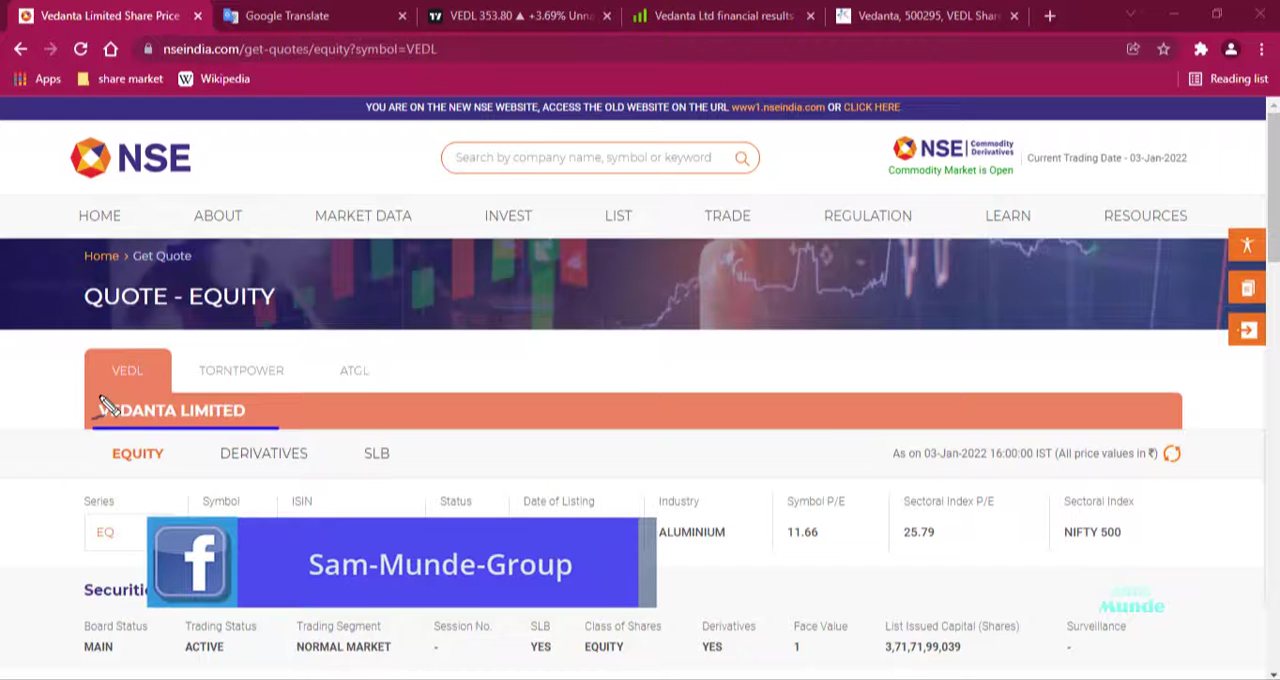 Vedanta Limited Share Price
Google Translate
VEDL 353.80 ▲ +3.69% Unna
Vedanta Ltd financial results
Vedanta, 500295, VEDL Shar
nseindia.com/get-quotes/equity?symbol=VEDL
Apps
share market
Wikipedia
Reading list
YOU ARE ON THE NEW NSE WEBSITE, ACCESS THE OLD WEBSITE ON THE URL www1.nseindia.com OR CLICK HERE
NSE
Search by company name, symbol or keyword
NSE Commodity Derivatives
Commodity Market is Open
Current Trading Date - 03-Jan-2022
HOME ABOUT MARKET DATA INVEST LIST TRADE REGULATION LEARN RESOURCES
Home > Get Quote
QUOTE - EQUITY
VEDL TORNTPOWER ATGL
VEDANTA LIMITED
EQUITY DERIVATIVES SLB
As on 03-Jan-2022 16:00:00 IST (All price values in ₹)
Series Symbol ISIN Status Date of Listing Industry Symbol P/E Sectoral Index P/E Sectoral Index
EQ ALUMINIUM 11.66 25.79 NIFTY 500
f
Sam-Munde-Group
Securiti
Munde
Board Status Trading Status Trading Segment Session No. SLB Class of Shares Derivatives Face Value List Issued Capital (Shares) Surveillance
MAIN ACTIVE NORMAL MARKET - YES EQUITY YES 1 3,71,71,99,039 -